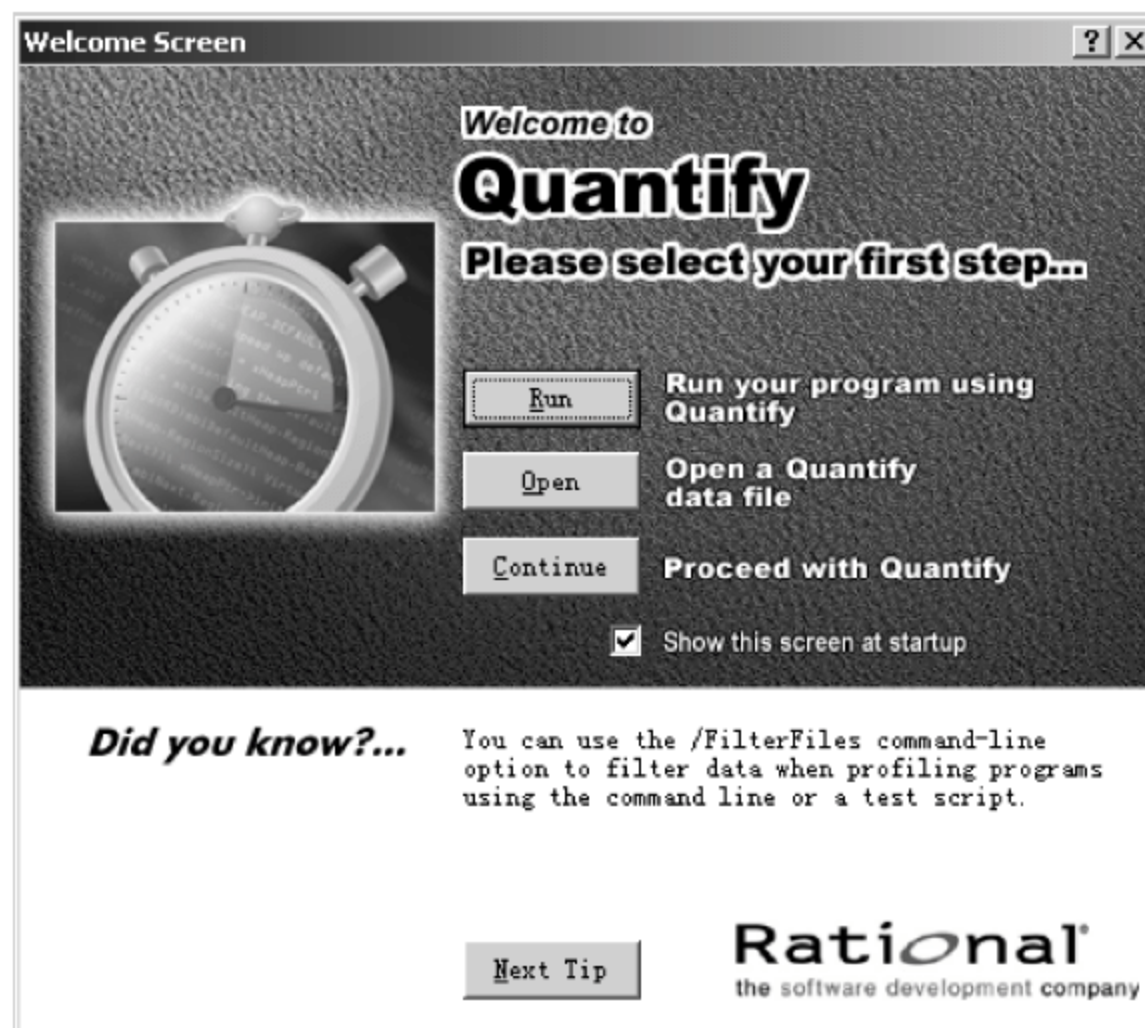 Welcome Screen
Welcome to
Quantify
Please select your first step...
Run
Run your program using
Quantify
Open
Open a Quantify
data file
Continue
Proceed with Quantify
Show this screen at startup
Did you know?...
You can use the /FilterFiles command-line
option to filter data when profiling programs
using the command line or a test script.
Next Tip
Rational
the software development company